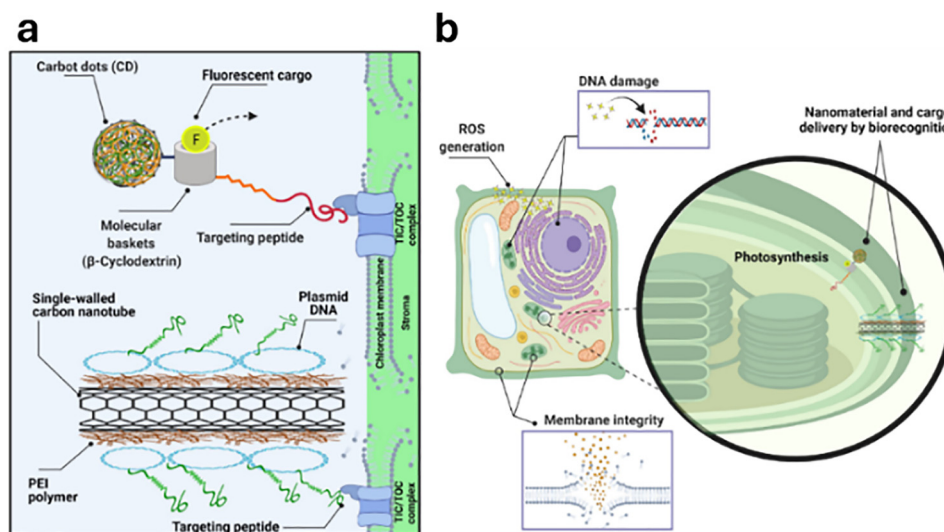 a
Carbot dots (CD)
Fluorescent cargo
F
Molecular
baskets
(β-Cyclodextrin)
Targeting peptide
TIC/TOC
complex
Single-walled
carbon nanotube
Plasmid
DNA
Chloroplast membrane
Stroma
PEI
polymer
Targeting peptide
TIC/TOC
complex
b
DNA damage
ROS
generation
Nanomaterial and carg
delivery by biorecognitio
Photosynthesis
Membrane integrity